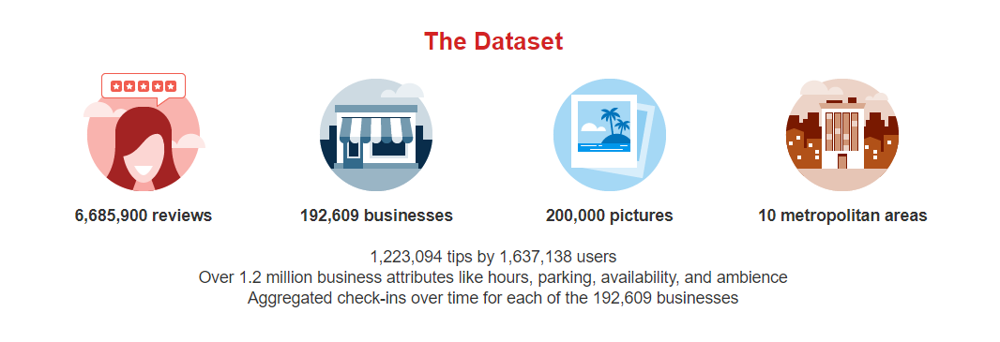 The Dataset
6,685,900 reviews
192,609 businesses
200,000 pictures
10 metropolitan areas
1,223,094 tips by 1,637,138 users
Over 1.2 million business attributes like hours, parking, availability, and ambience
Aggregated check-ins over time for each of the 192,609 businesses